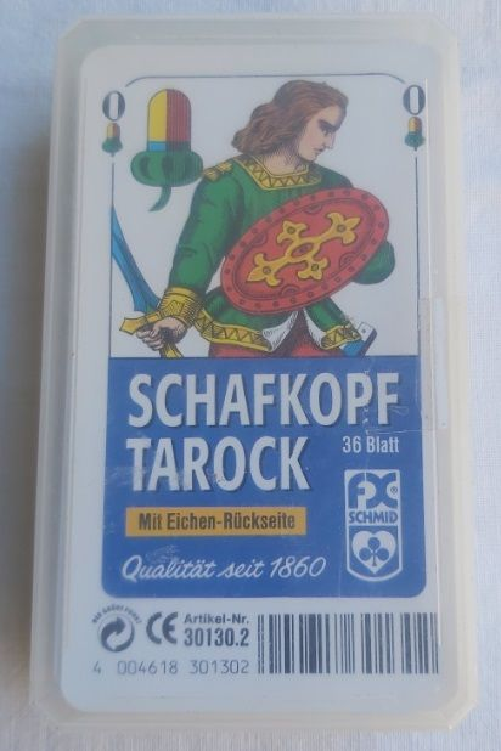 O O
SCHAFKOPF
TAROCK
36 Blatt
FX®
SCHMID
Mit Eichen-Rückseite
Qualität seit 1860
CE
Artikel-Nr.
30130.2
4 004618 301302